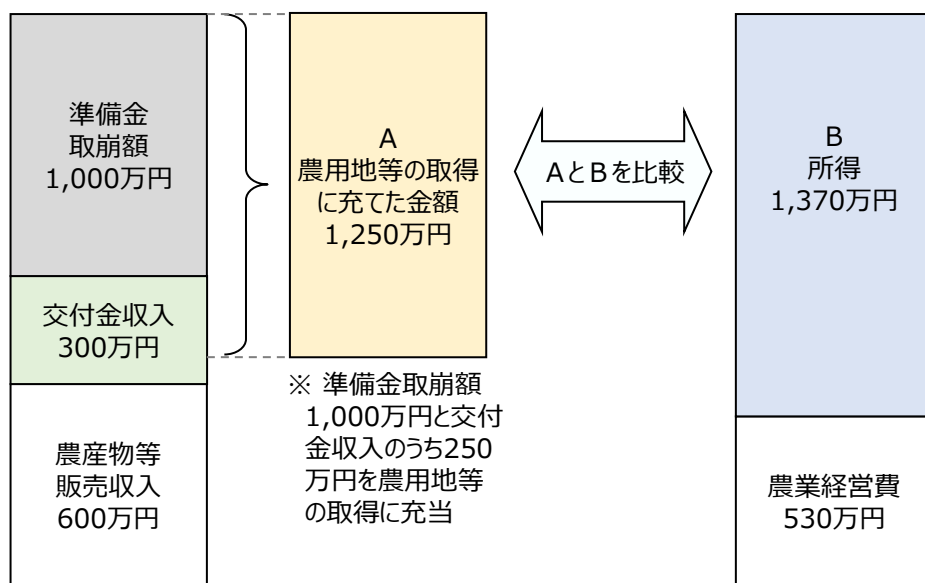 準備金
取崩額
1,000万円
交付金収入
300万円
農産物等
販売収入
600万円
A
農用地等の取得
に充てた金額
1,250万円
※ 準備金取崩額
1,000万円と交付
金収入のうち250
万円を農用地等
の取得に充当
AとBを比較
B
所得
1,370万円
農業経営費
530万円